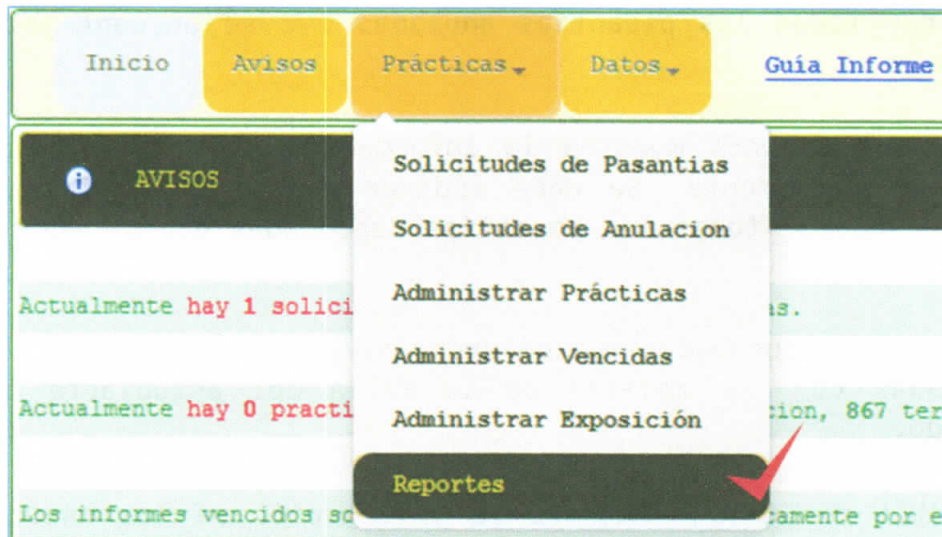 Inicio Avisos Prácticas Datos Guía Informe
AVISOS
Solicitudes de Pasantias
Solicitudes de Anulacion
Administrar Prácticas
Administrar Vencidas
Administrar Exposición
Reportes
Actualmente hay 1 solici as.
Actualmente hay 0 practi cion, 867 ter
Los informes vencidos so camente por e